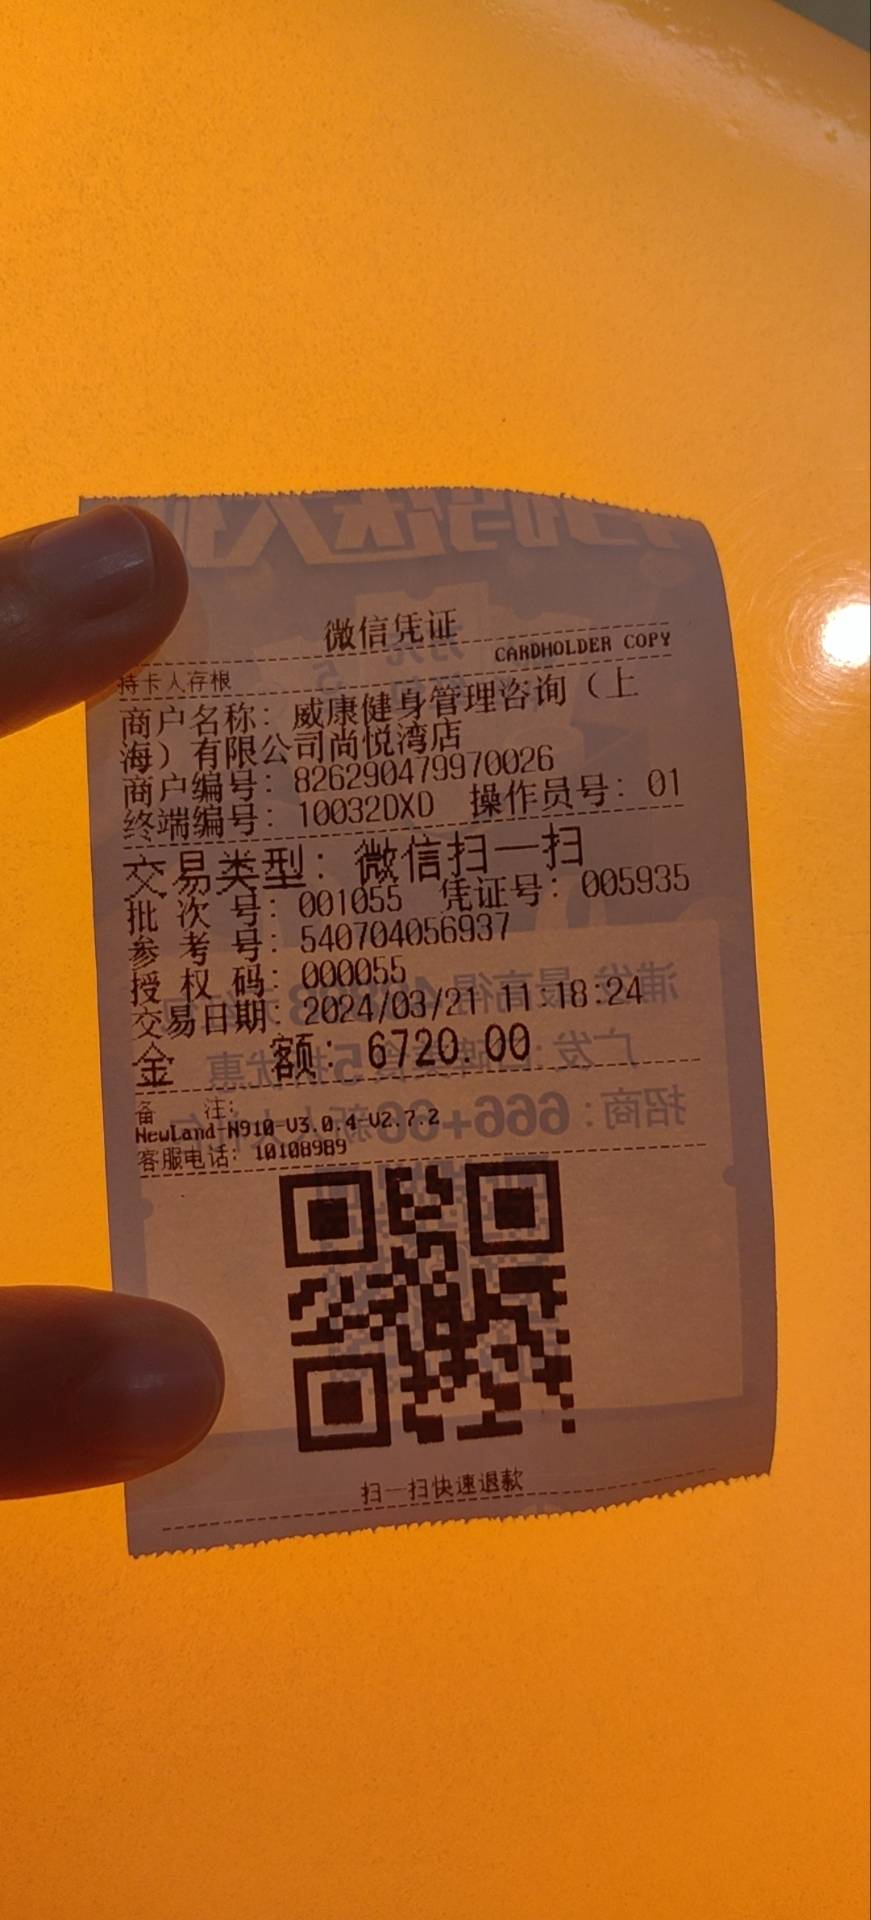 微信凭证
CARDHOLDER COPY
持卡人存根
商户名称：威康健身管理咨询（上
海）有限公司尚悦湾店
商户编号：826290479970026
终端编号：10032DXD 操作员号：01
交易类型：微信扫一扫
批次号：001055 凭证号：005935
参考号：540704056937
授权码：000055
交易日期：2024/03/21 11:18:24
金额：6720.00
备注：
NewLand-N910-V3.0.4-V2.7.2
客服电话：10108989
扫一扫快速退款